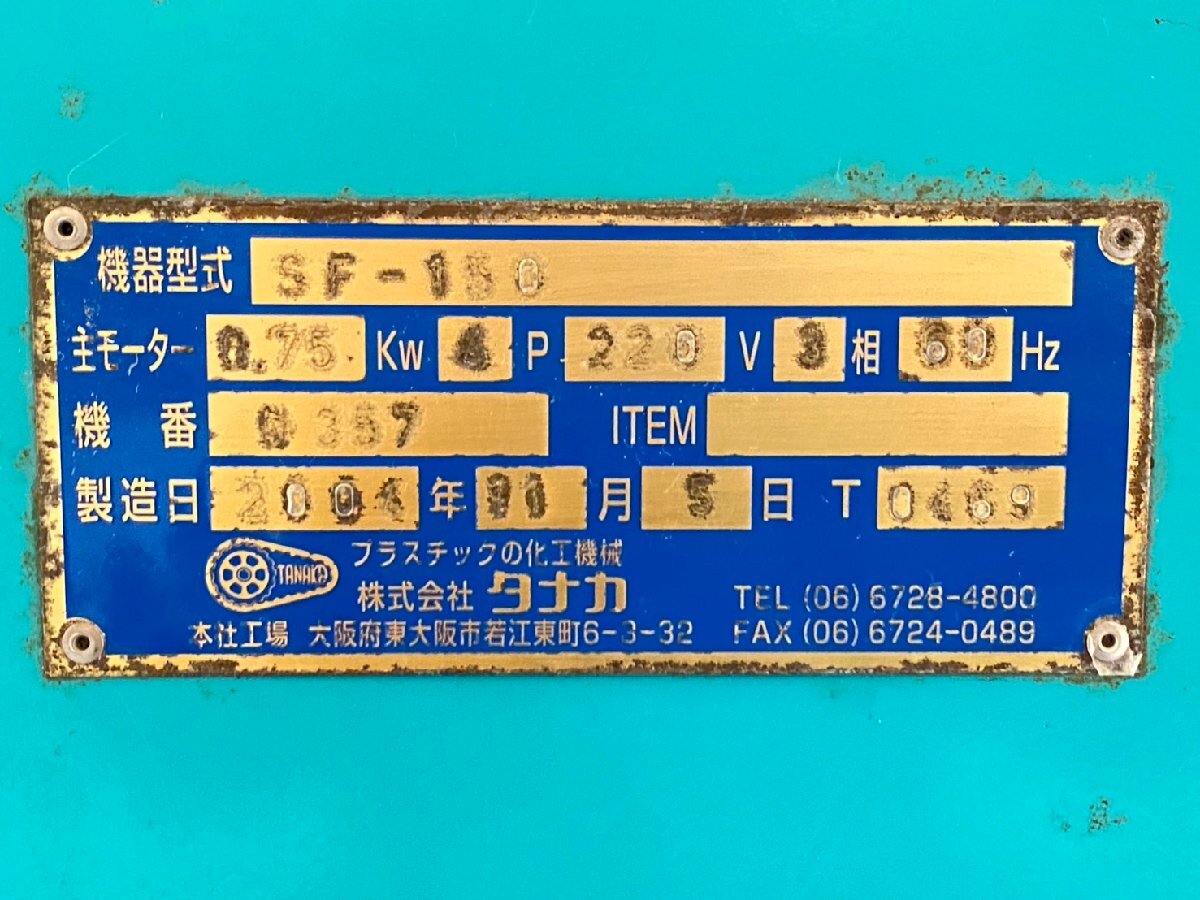 機器型式 SF-150
主モーター 0.75 Kw 4 P 220 V 3 相 60 Hz
機 番 ITEM
製造日 2004 年 月 5 日 T 0469
TANAKA
プラスチックの化工機械
株式会社 タナカ
本社工場 大阪府東大阪市若江東町6-3-32
TEL (06) 6728-4800
FAX (06) 6724-0489